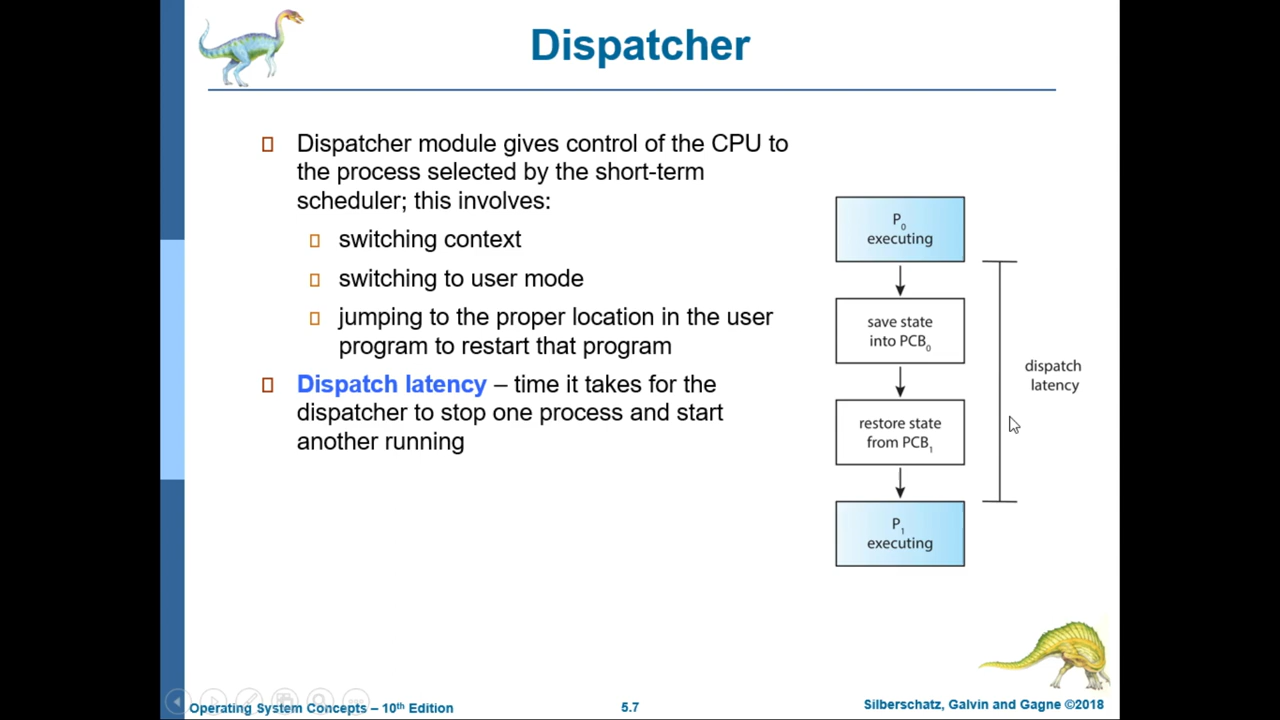 Dispatcher
Dispatcher module gives control of the CPU to
the process selected by the short-term
scheduler; this involves:
switching context
switching to user mode
jumping to the proper location in the user
program to restart that program
Dispatch latency – time it takes for the
dispatcher to stop one process and start
another running
P0
executing
save state
into PCB0
restore state
from PCB1
P1
executing
dispatch
latency
Operating System Concepts – 10th Edition
5.7
Silberschatz, Galvin and Gagne ©2018